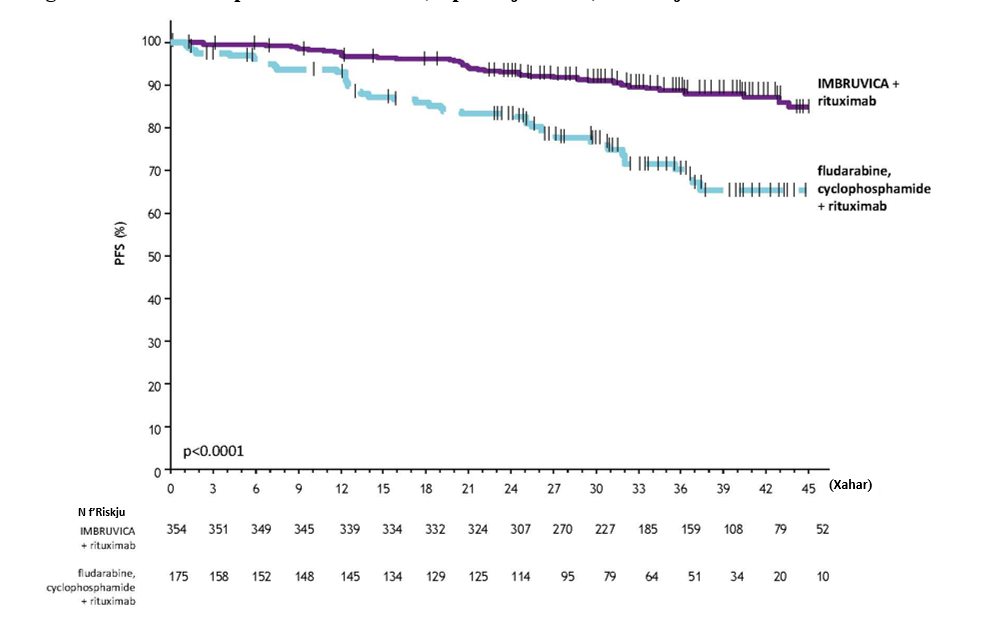 100
90
80
70
60
50
40
30
20
10
0
PFS (%)
IMBRUVICA +
rituximab
fludarabine,
cyclophosphamide
+ rituximab
p<0.0001
0 3 6 9 12 15 18 21 24 27 30 33 36 39 42 45 (Xahar)
N f'Riskju
IMBRUVICA
+ rituximab
354 351 349 345 339 334 332 324 307 270 227 185 159 108 79 52
fludarabine,
cyclophosphamide
+ rituximab
175 158 152 148 145 134 129 125 114 95 79 64 51 34 20 10